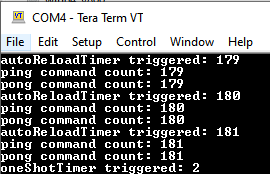 VT
COM4 - Tera Term VT
File Edit Setup Control Window
autoReloadTimer triggered: 179
ping command count: 179
pong command count: 179
autoReloadTimer triggered: 180
ping command count: 180
pong command count: 180
autoReloadTimer triggered: 181
ping command count: 181
pong command count: 181
oneShotTimer triggered: 2